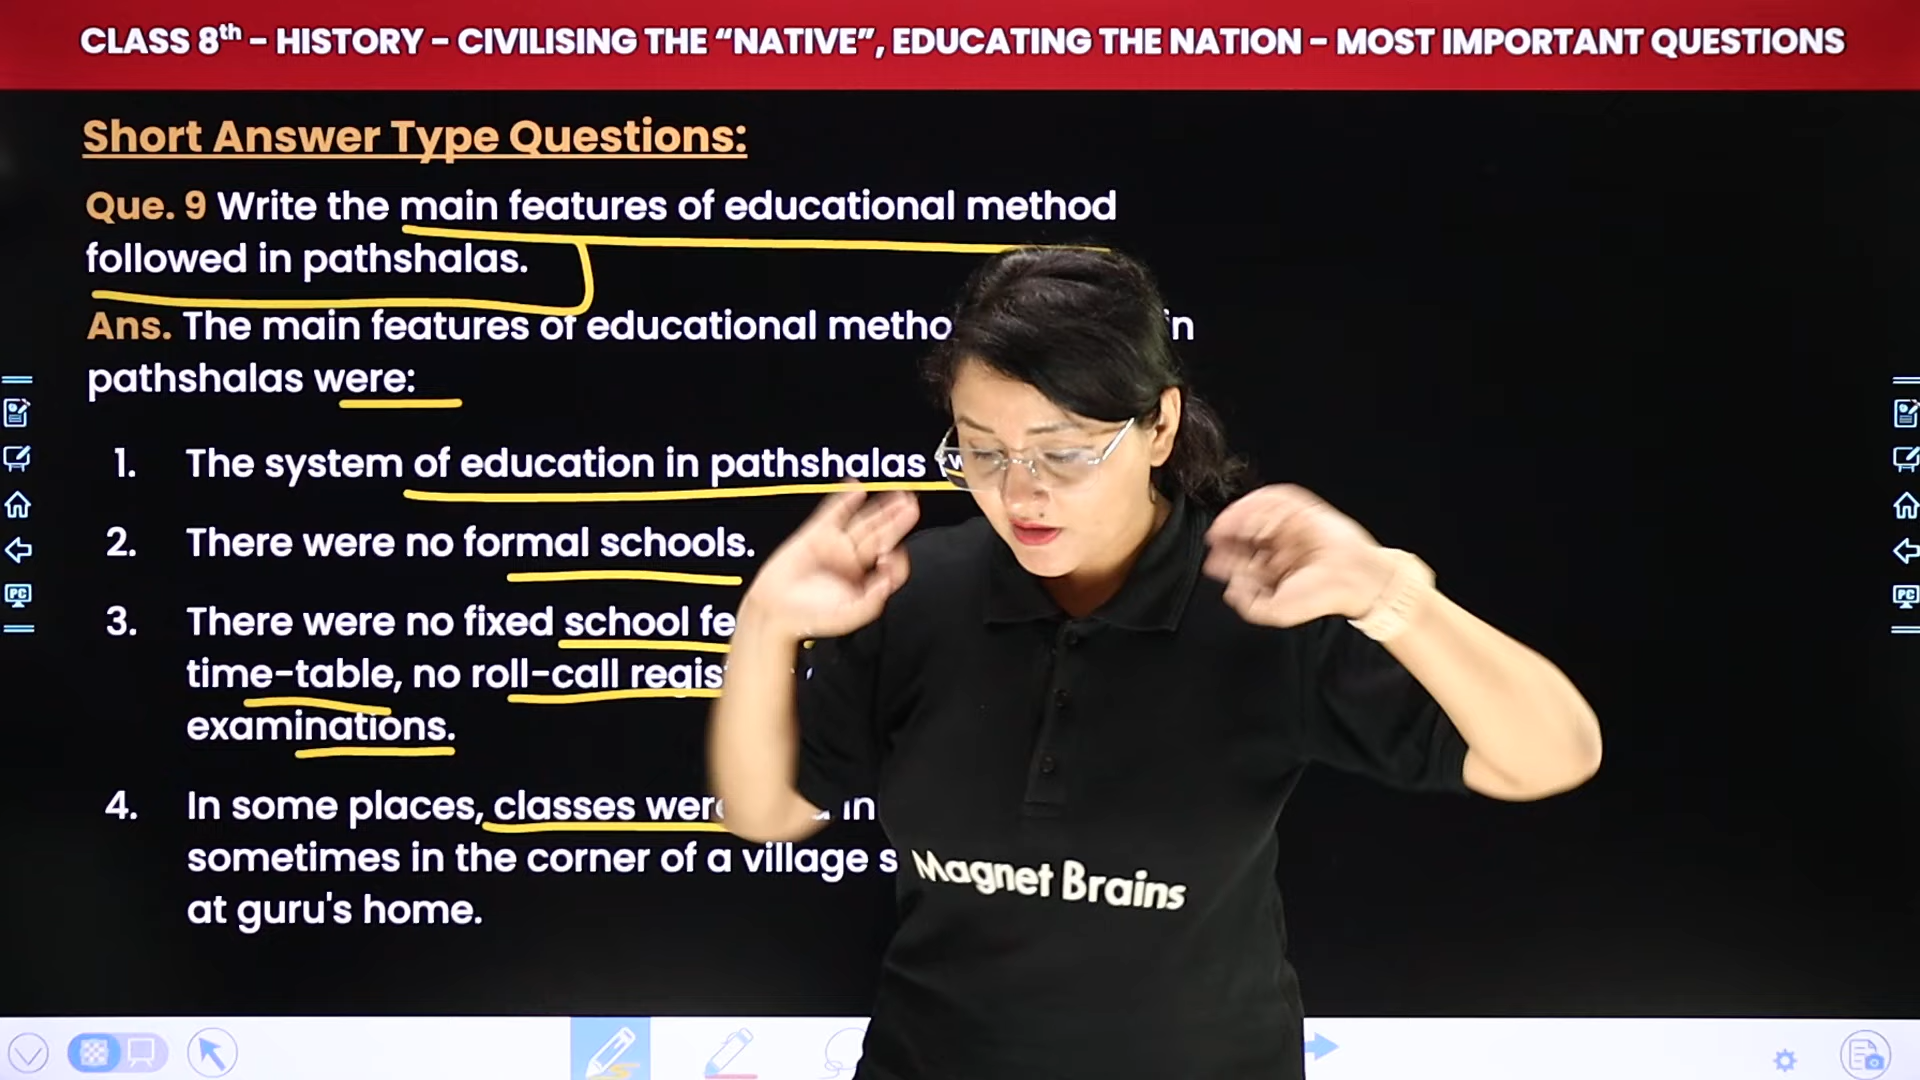 CLASS 8th – HISTORY – CIVILISING THE “NATIVE”, EDUCATING THE NATION – MOST IMPORTANT QUESTIONS
Short Answer Type Questions:
Que. 9 Write the main features of educational method
followed in pathshalas.
Ans. The main features of educational in
pathshalas were:
1. The system of education in pathshalas
2. There were no formal schools.
3. There were no fixed school
time-table, no roll-call
examinations.
4. In some places, classes in
sometimes in the corner of a village
at guru's home.
Magnet Brains
PC
PC